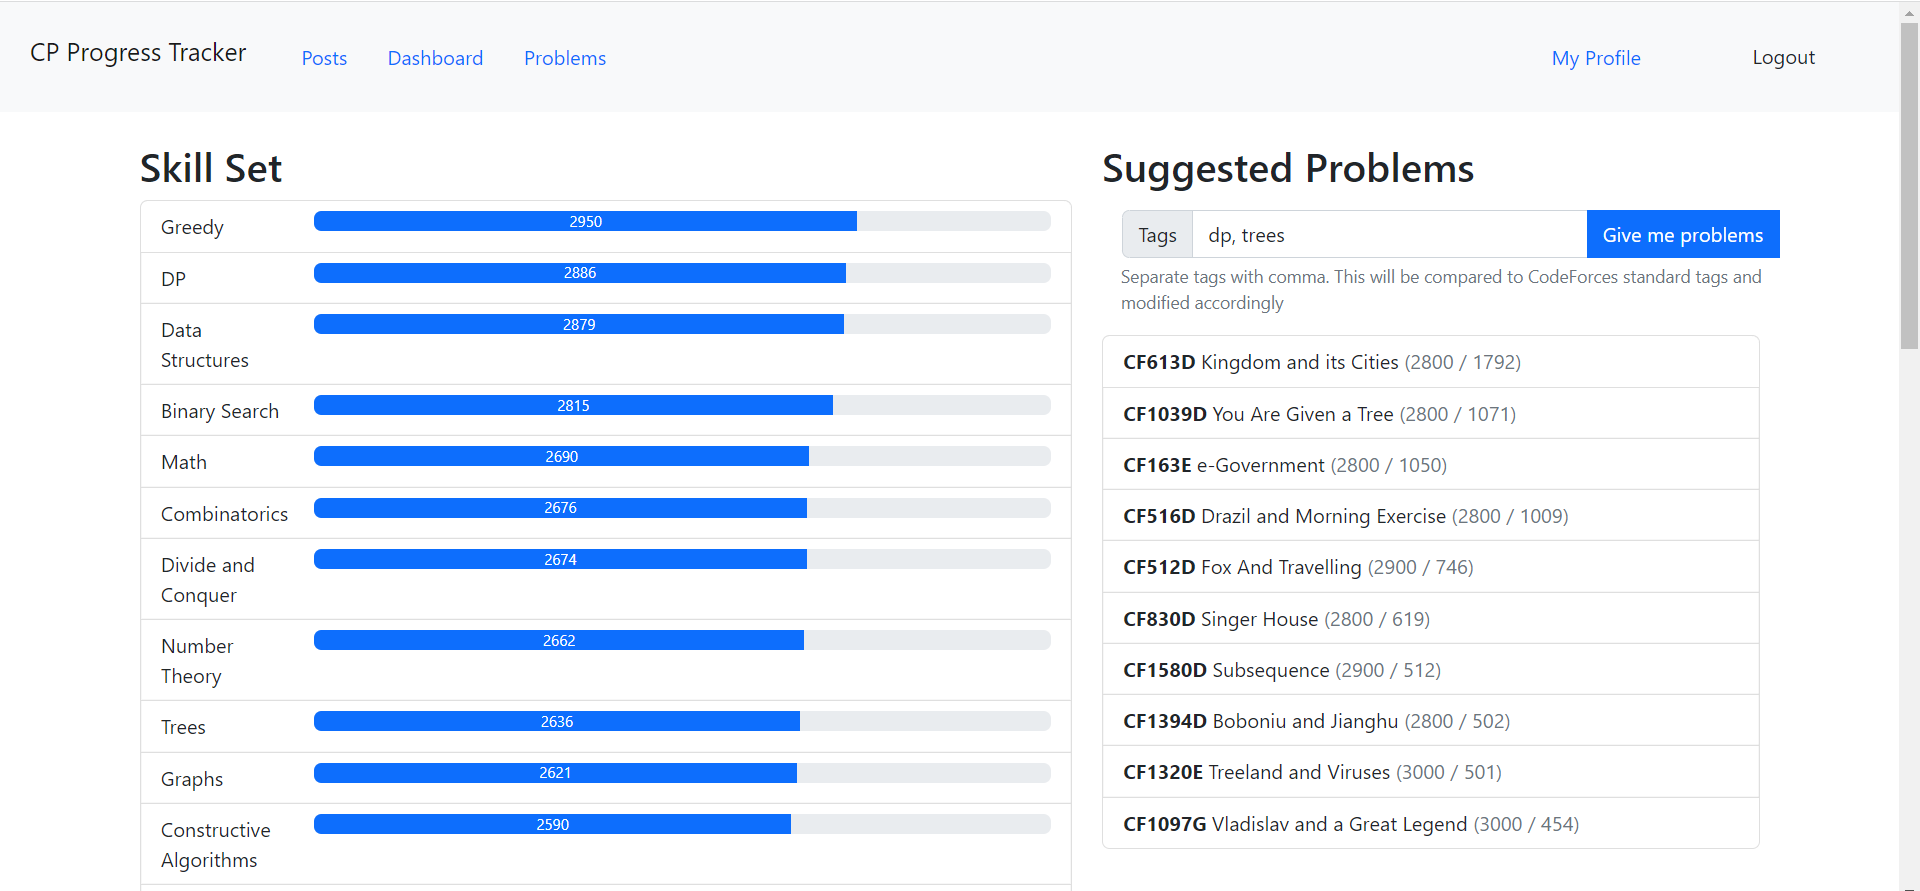 CP Progress Tracker
Posts
Dashboard
Problems
My Profile
Logout
Skill Set
Greedy
2950
DP
2886
Data
Structures
2879
Binary Search
2815
Math
2690
Combinatorics
2676
Divide and
Conquer
2674
Number
Theory
2662
Trees
2636
Graphs
2621
Constructive
Algorithms
2590
Suggested Problems
Tags
dp, trees
Give me problems
Separate tags with comma. This will be compared to CodeForces standard tags and
modified accordingly
CF613D Kingdom and its Cities (2800 / 1792)
CF1039D You Are Given a Tree (2800 / 1071)
CF163E e-Government (2800 / 1050)
CF516D Drazil and Morning Exercise (2800 / 1009)
CF512D Fox And Travelling (2900 / 746)
CF830D Singer House (2800 / 619)
CF1580D Subsequence (2900 / 512)
CF1394D Boboniu and Jianghu (2800 / 502)
CF1320E Treeland and Viruses (3000 / 501)
CF1097G Vladislav and a Great Legend (3000 / 454)